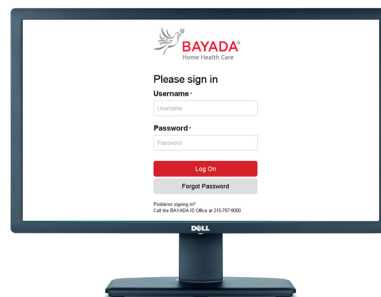 BAYADA
Home Health Care
Please sign in
Username *
Username
Password *
Password
Log On
Forgot Password
Problems signing in?
Call the BAYADA IS Office at 215-757-9000
DELL